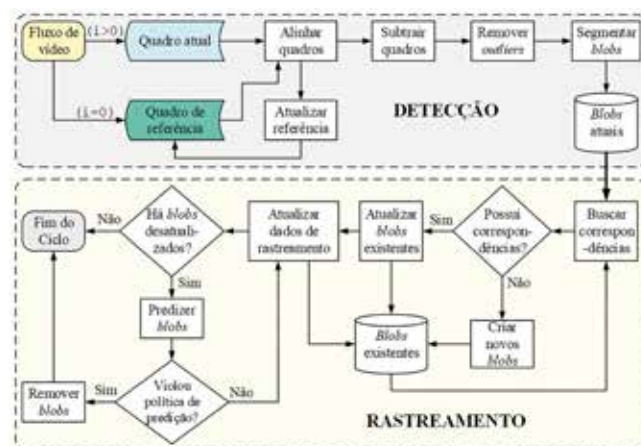 Fluxo de
vídeo
(i>0)
Quadro atual
Alinhar
quadros
Subtrair
quadros
Remover
outliers
Segmentar
blobs
(i=0)
Quadro de
referência
Atualizar
referência
DETECÇÃO
Blobs
atuais
Fim do
Ciclo
Não
Há blobs
desatuali-
zados?
Atualizar
dados de
rastreamento
Atualizar
blobs
existentes
Sim
Possui
correspon-
dências?
Buscar
correspon
-dências
Sim
Não
Predizer
blobs
Blobs
existentes
Criar
novos
blobs
Remover
blobs
Sim
Violou
política de
predição?
Não
RASTREAMENTO